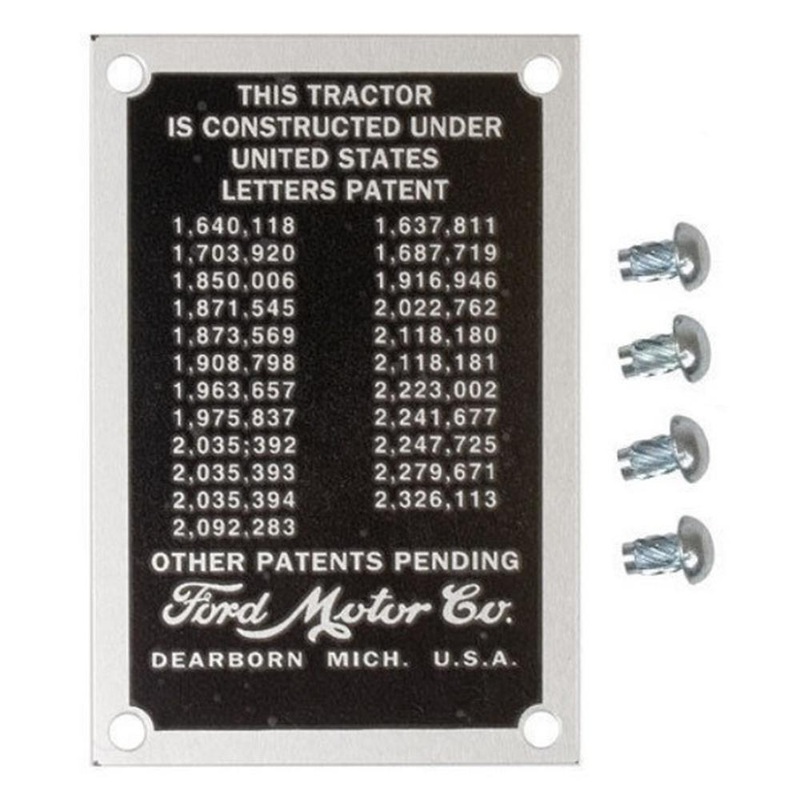 THIS TRACTOR
IS CONSTRUCTED UNDER
UNITED STATES
LETTERS PATENT
1,640,118 1,637,811
1,703,920 1,687,719
1,850,006 1,916,946
1,871,545 2,022,762
1,873,569 2,118,180
1,908,798 2,118,181
1,963,657 2,223,002
1,975,837 2,241,677
2,035;392 2,247,725
2,035,393 2,279,671
2,035,394 2,326,113
2,092,283
OTHER PATENTS PENDING
Ford Motor Co.
DEARBORN MICH. U.S.A.